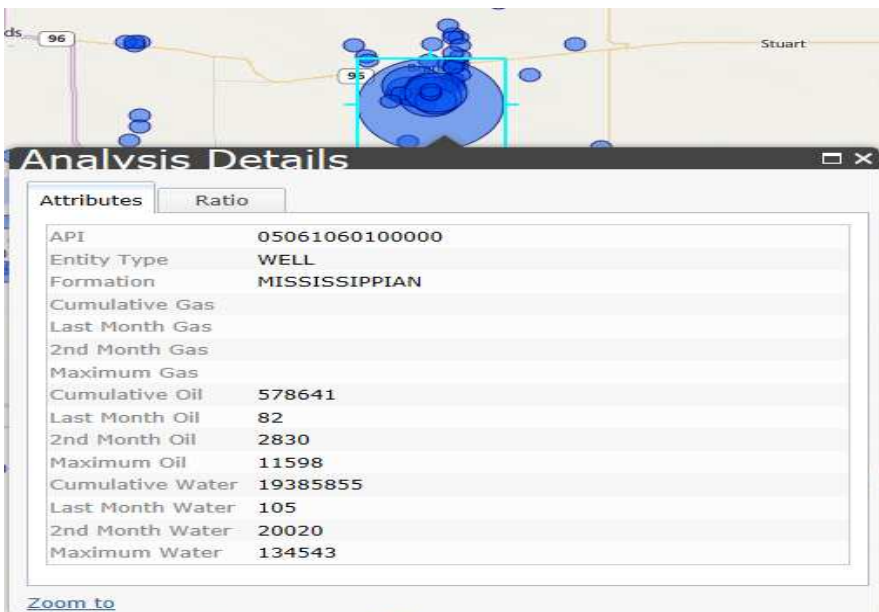 ds
96
Stuart
96
Analysis Details
Attributes
Ratio
API 05061060100000
Entity Type WELL
Formation MISSISSIPPIAN
Cumulative Gas
Last Month Gas
2nd Month Gas
Maximum Gas
Cumulative Oil 578641
Last Month Oil 82
2nd Month Oil 2830
Maximum Oil 11598
Cumulative Water 19385855
Last Month Water 105
2nd Month Water 20020
Maximum Water 134543
Zoom to